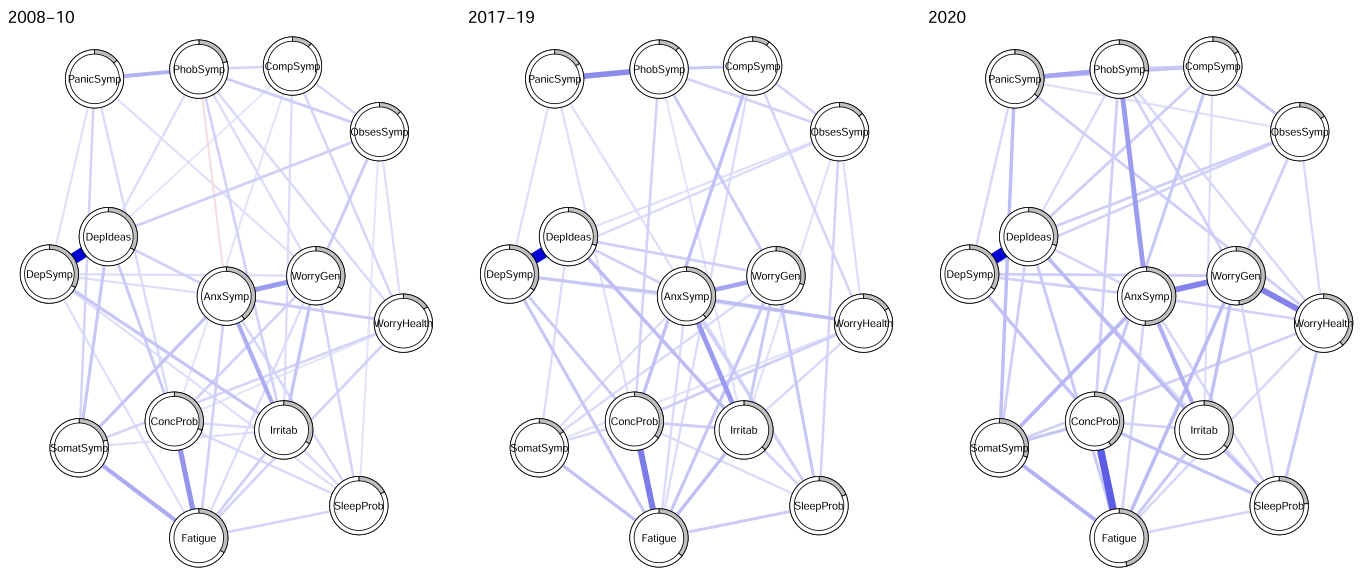 2008−10
PanicSymp
PhobSymp
CompSymp
ObsesSymp
DepIdeas
DepSymp
AnxSymp
WorryGen
WorryHealth
ConcProb
Irritab
SomatSymp
SleepProb
Fatigue
2017−19
PanicSymp
PhobSymp
CompSymp
ObsesSymp
DepIdeas
DepSymp
AnxSymp
WorryGen
WorryHealth
ConcProb
Irritab
SomatSymp
SleepProb
Fatigue
2020
PanicSymp
PhobSymp
CompSymp
ObsesSymp
DepIdeas
DepSymp
AnxSymp
WorryGen
WorryHealth
ConcProb
Irritab
SomatSymp
SleepProb
Fatigue